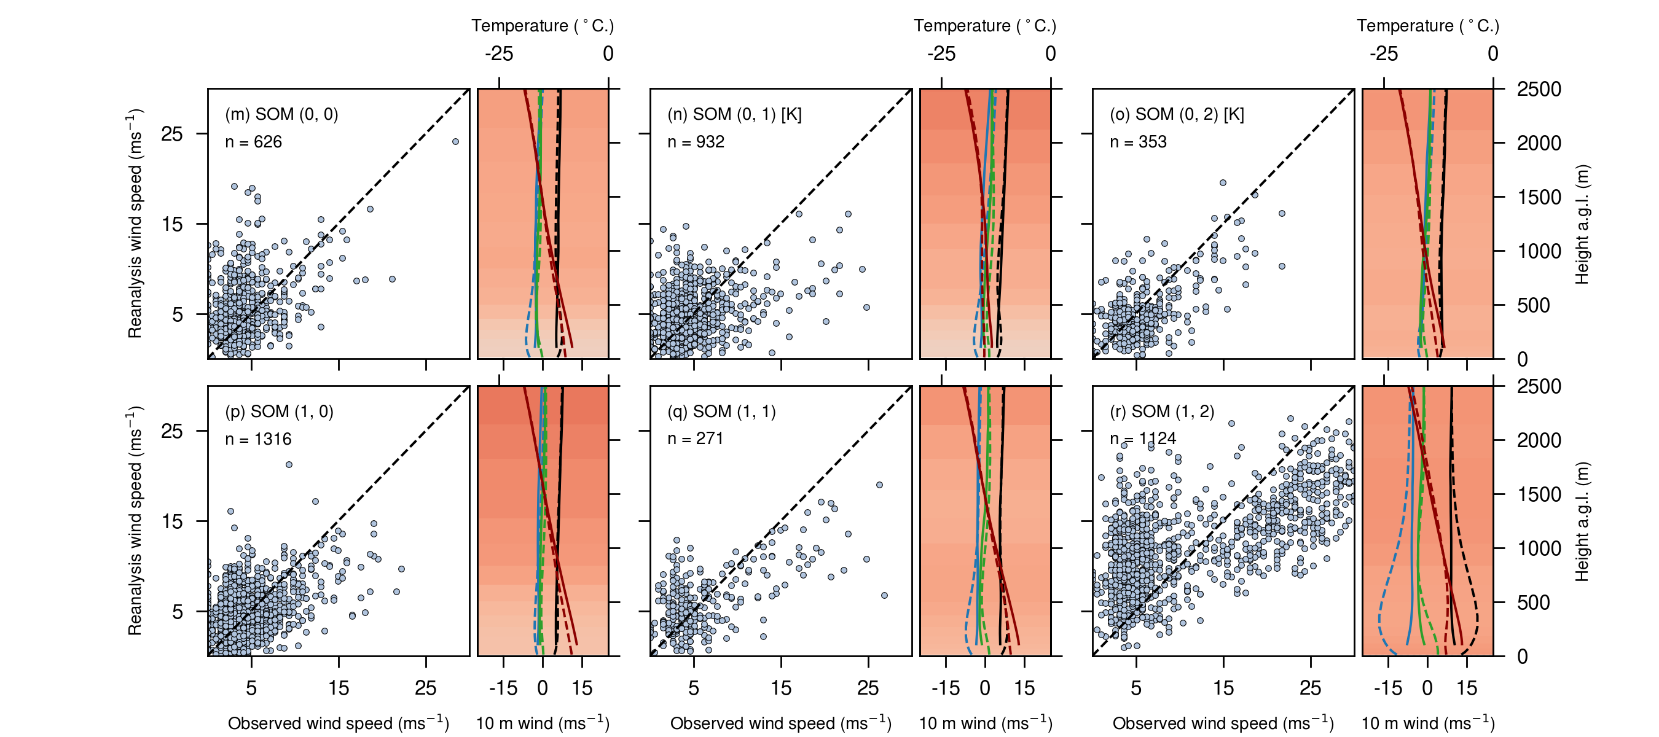 Temperature (°C.) Temperature (°C.) Temperature (°C.)
-25 0 -25 0 -25 0
Reanalysis wind speed (ms⁻¹)
25
15
5
(m) SOM (0, 0)
n = 626
(n) SOM (0, 1) [K]
n = 932
(o) SOM (0, 2) [K]
n = 353
2500
2000
1500
1000
500
0
Height a.g.l. (m)
Reanalysis wind speed (ms⁻¹)
25
15
5
(p) SOM (1, 0)
n = 1316
(q) SOM (1, 1)
n = 271
(r) SOM (1, 2)
n = 1124
2500
2000
1500
1000
500
0
Height a.g.l. (m)
5 15 25 -15 0 15 5 15 25 -15 0 15 5 15 25 -15 0 15
Observed wind speed (ms⁻¹) 10 m wind (ms⁻¹) Observed wind speed (ms⁻¹) 10 m wind (ms⁻¹) Observed wind speed (ms⁻¹) 10 m wind (ms⁻¹)